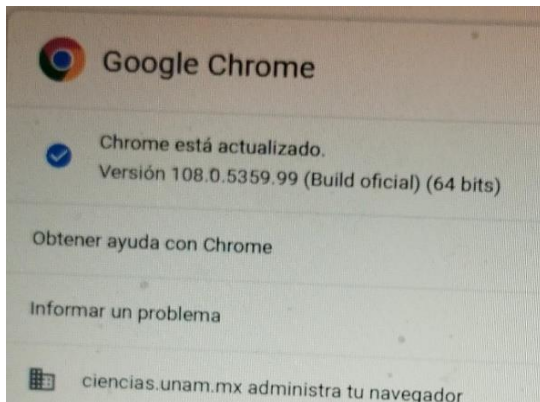 Google Chrome
Chrome está actualizado.
Versión 108.0.5359.99 (Build oficial) (64 bits)
Obtener ayuda con Chrome
Informar un problema
ciencias.unam.mx administra tu navegador